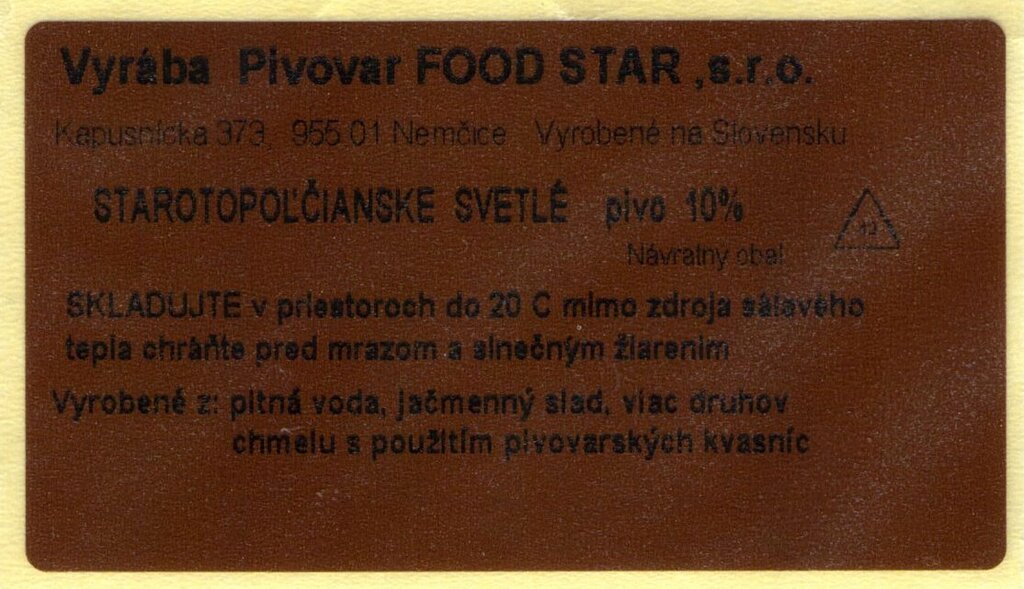 Vyrába Pivovar FOOD STAR ,s.r.o.
Kapusnícka 373, 955 01 Nemčice Vyrobené na Slovensku
STAROTOPOĽČIANSKE SVETLÉ pivo 10%
Návratný obal
SKLADUJTE v priestoroch do 20 C mimo zdroja sálavého
tepla chráňte pred mrazom a slnečným žiarením
Vyrobené z: pitná voda, jačmenný slad, viac druhov
chmelu s použitím pivovarských kvasníc